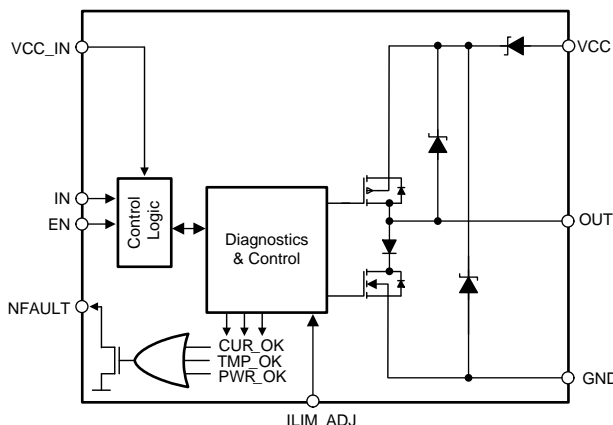 VCC_IN
VCC
IN
EN
Control
Logic
Diagnostics
& Control
OUT
NFAULT
CUR_OK
TMP_OK
PWR_OK
GND
ILIM_ADJ